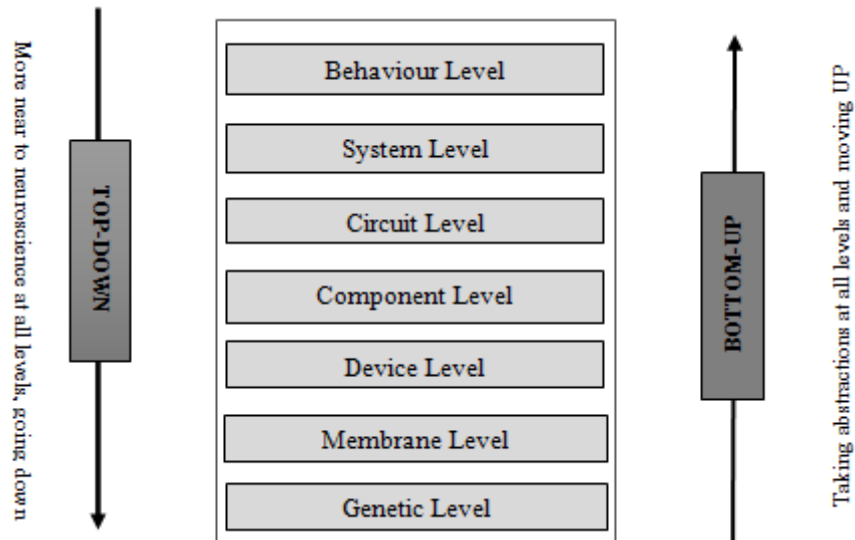 More near to neuroscience at all levels, going down
TOP-DOWN
Behaviour Level
System Level
Circuit Level
Component Level
Device Level
Membrane Level
Genetic Level
BOTTOM-UP
Taking abstractions at all levels and moving UP